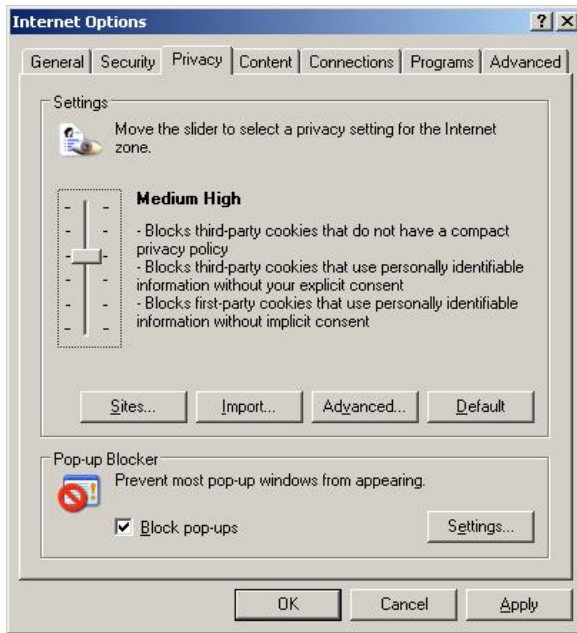 Internet Options
General Security Privacy Content Connections Programs Advanced
Settings
Move the slider to select a privacy setting for the Internet
zone.
Medium High
- Blocks third-party cookies that do not have a compact
privacy policy
- Blocks third-party cookies that use personally identifiable
information without your explicit consent
- Blocks first-party cookies that use personally identifiable
information without implicit consent
Sites... Import... Advanced... Default
Pop-up Blocker
Prevent most pop-up windows from appearing.
Block pop-ups Settings...
OK Cancel Apply